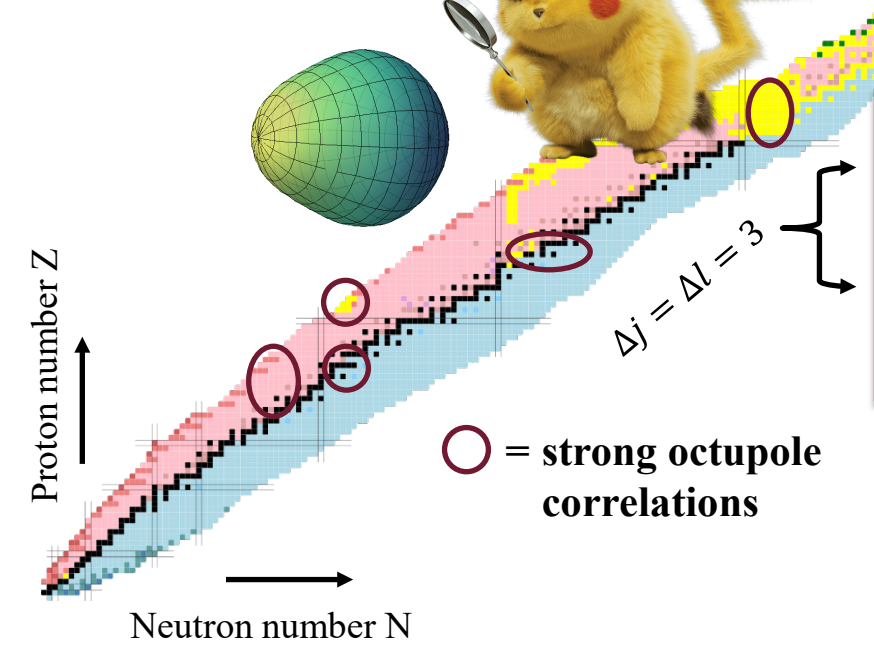 Proton number Z
Neutron number N
Δj = Δl = 3
= strong octupole
correlations